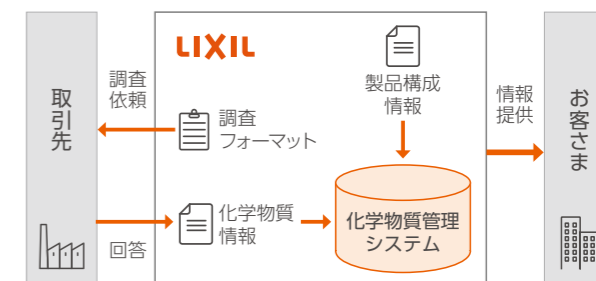 取引先
調査
依頼
回答
LIXIL
調査
フォーマット
化学物質
情報
製品構成
情報
化学物質管理
システム
情報
提供
お客さま